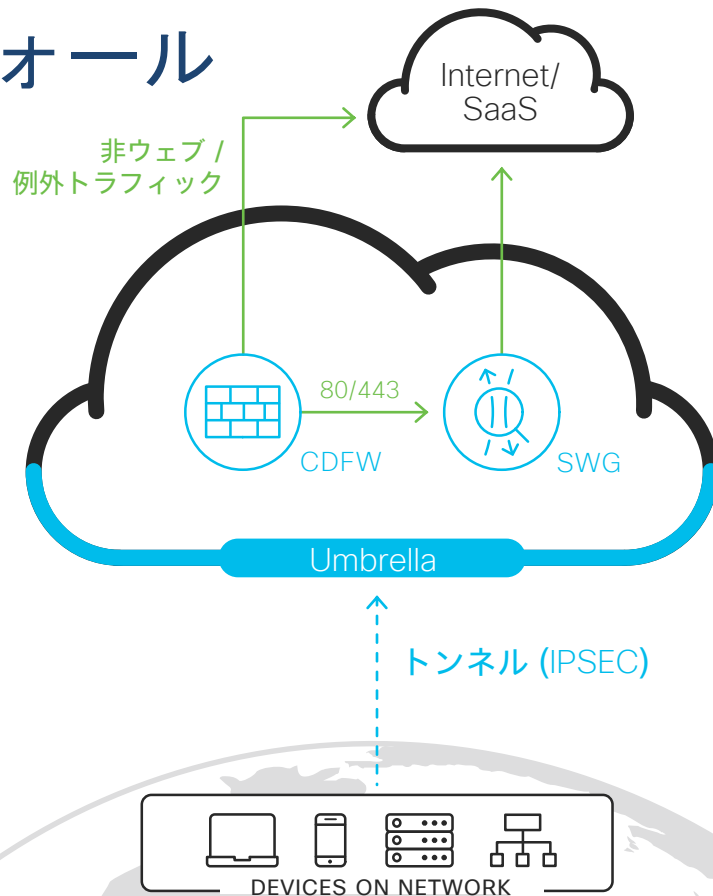 ォール
Internet/
SaaS
非ウェブ /
例外トラフィック
80/443
CDFW
SWG
Umbrella
トンネル (IPSEC)
DEVICES ON NETWORK